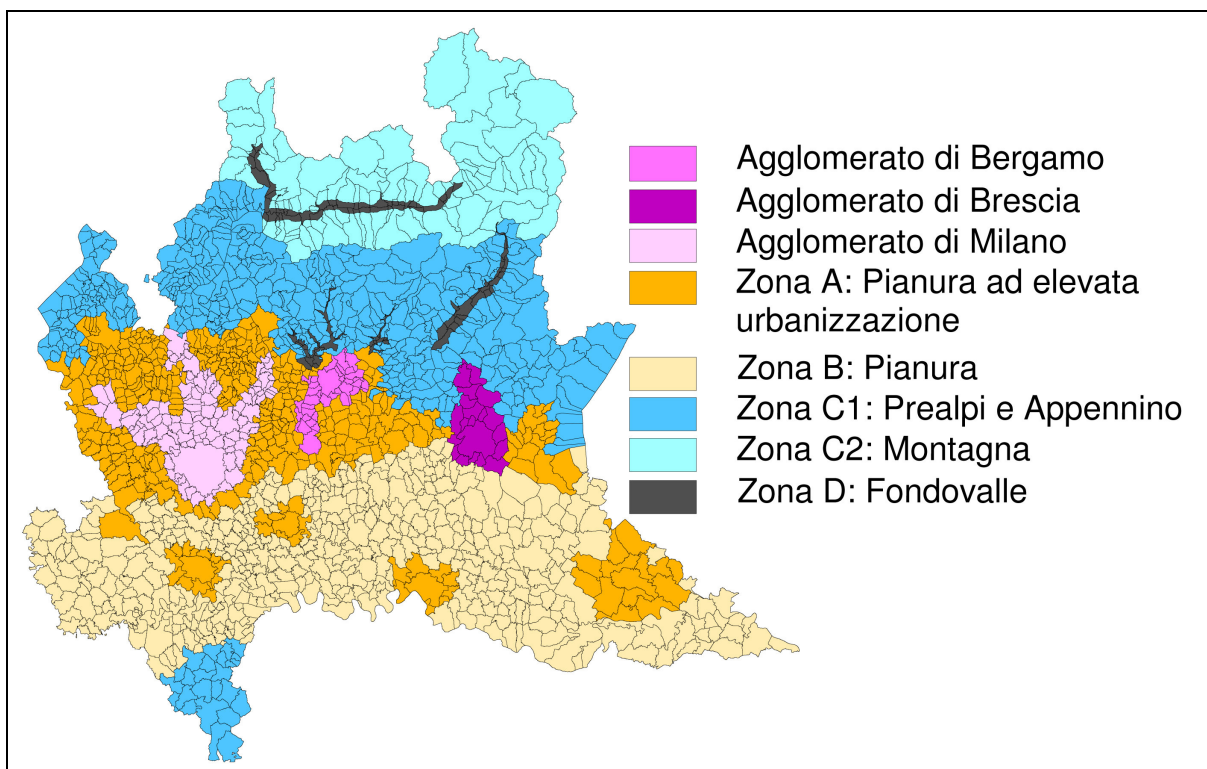 Agglomerato di Bergamo
Agglomerato di Brescia
Agglomerato di Milano
Zona A: Pianura ad elevata
urbanizzazione
Zona B: Pianura
Zona C1: Prealpi e Appennino
Zona C2: Montagna
Zona D: Fondovalle